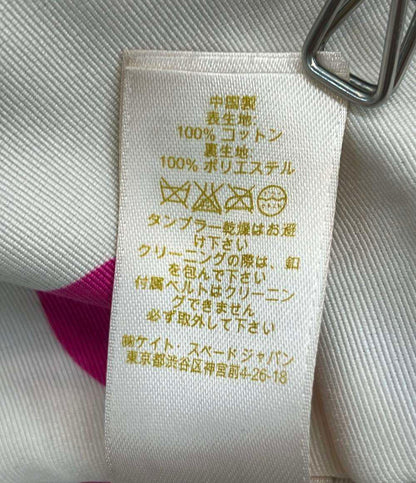 中国製
表生地:
100% コットン
裏生地:
100% ポリエステル
タンブラー乾燥はお避
け下さい
クリーニングの際は、釦
を包んで下さい
付属ベルトはクリーニン
グできません
必ず取外して下さい
㈱ケイト．スペードジャパン
東京都渋谷区神宮前4-26-18